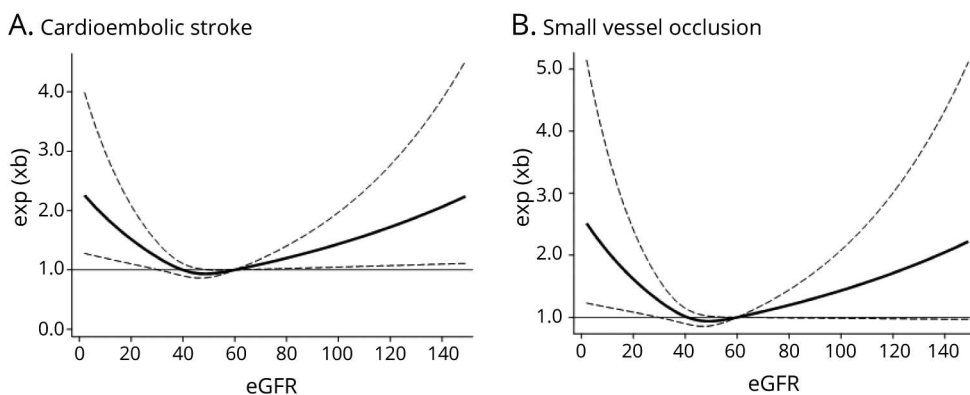 A. Cardioembolic stroke
4.0
3.0
2.0
1.0
0.0
exp (xb)
0 20 40 60 80 100 120 140
eGFR
B. Small vessel occlusion
5.0
4.0
3.0
2.0
1.0
exp (xb)
0 20 40 60 80 100 120 140
eGFR